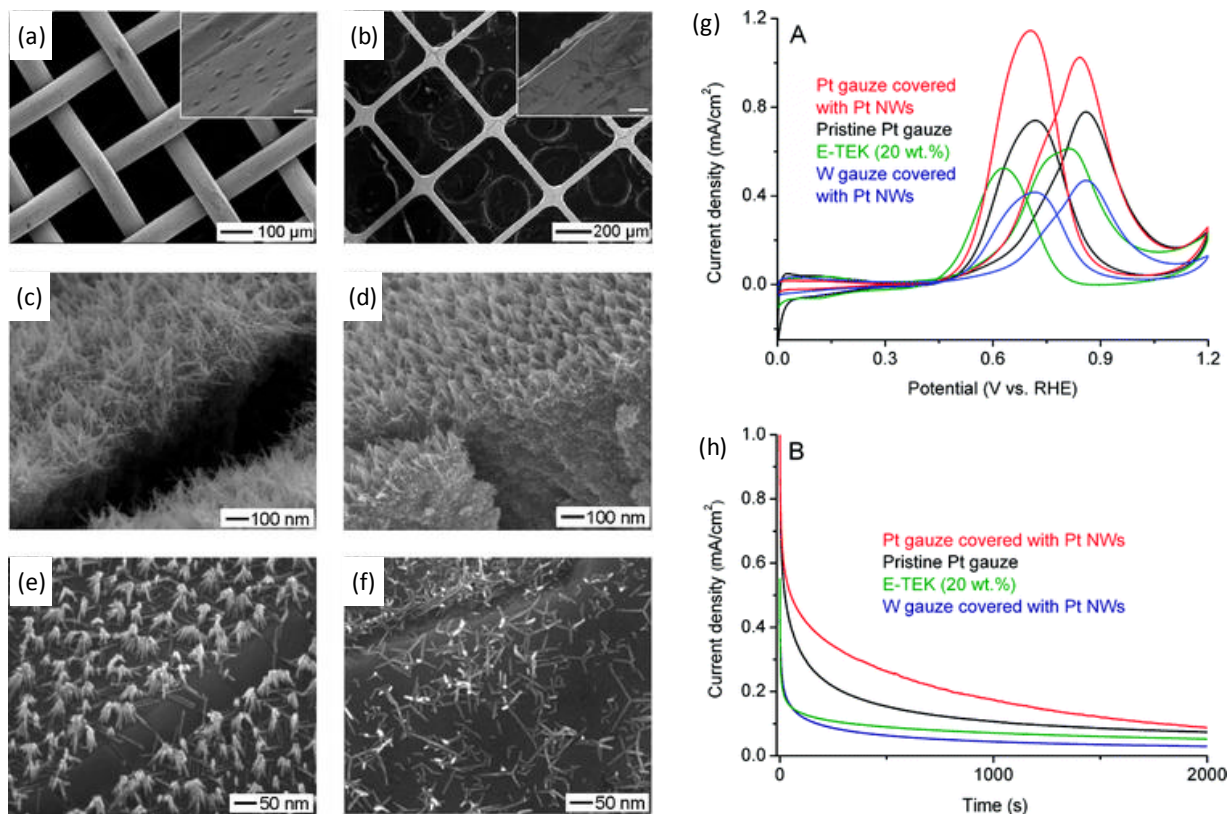 (a)
100 µm
(b)
200 µm
(c)
100 nm
(d)
100 nm
(e)
50 nm
(f)
50 nm
(g)
A
Pt gauze covered
with Pt NWs
Pristine Pt gauze
E-TEK (20 wt.%)
W gauze covered
with Pt NWs
Current density (mA/cm²)
1.2
0.8
0.4
0.0
0.0
0.3
0.6
0.9
1.2
Potential (V vs. RHE)
(h)
B
Pt gauze covered with Pt NWs
Pristine Pt gauze
E-TEK (20 wt.%)
W gauze covered with Pt NWs
Current density (mA/cm²)
1.0
0.8
0.6
0.4
0.2
0.0
0
1000
2000
Time (s)